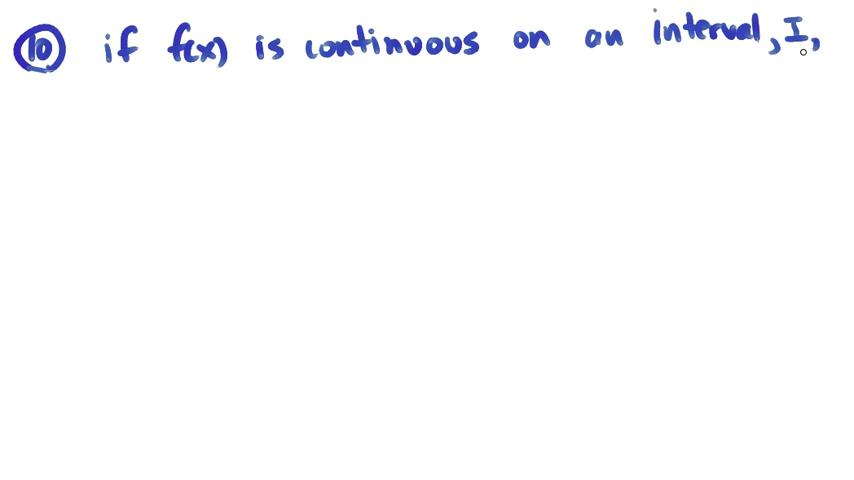 10 if f(x) is continuous on an interval, I,